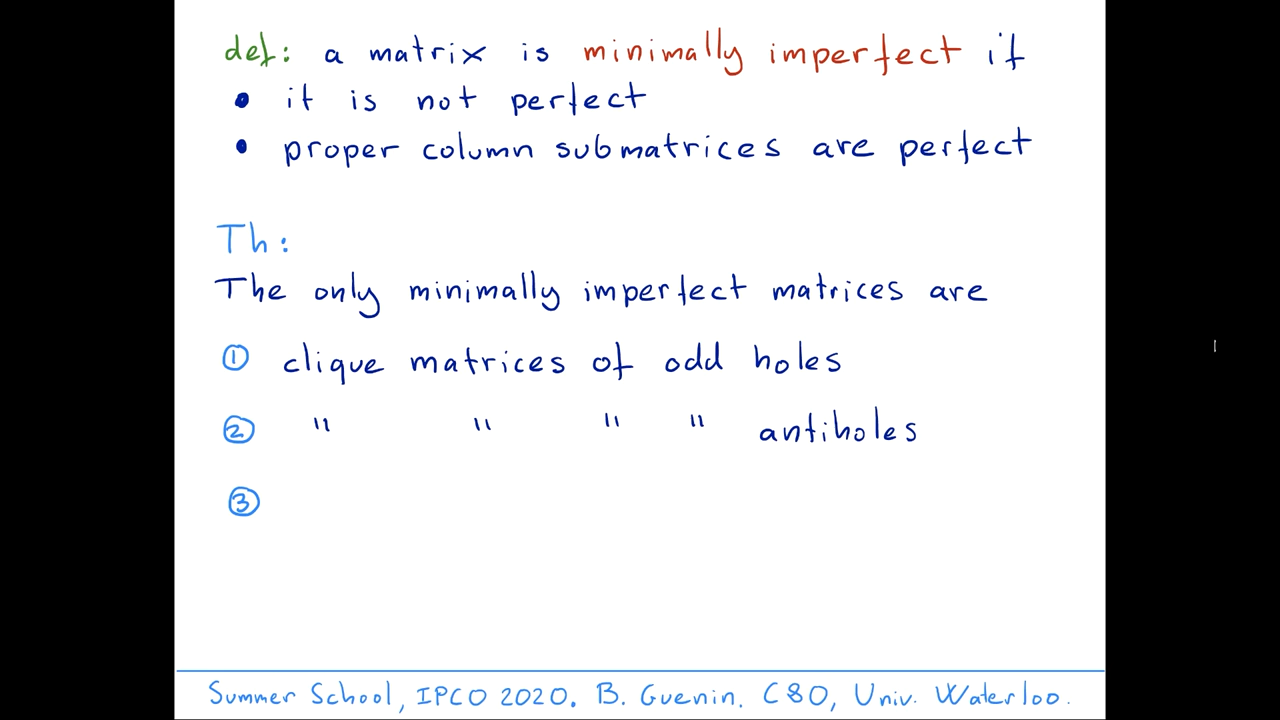 def: a matrix is minimally imperfect if
• it is not perfect
• proper column submatrices are perfect
Th:
The only minimally imperfect matrices are
① clique matrices of odd holes
② " " " " antiholes
③
Summer School, IPCO 2020. B. Guenin. C&O, Univ. Waterloo.